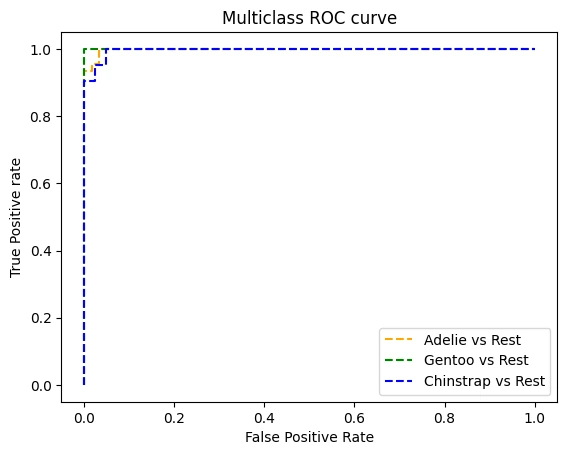 Multiclass ROC curve
True Positive rate
1.0
0.8
0.6
0.4
0.2
0.0
Adelie vs Rest
Gentoo vs Rest
Chinstrap vs Rest
0.0 0.2 0.4 0.6 0.8 1.0
False Positive Rate